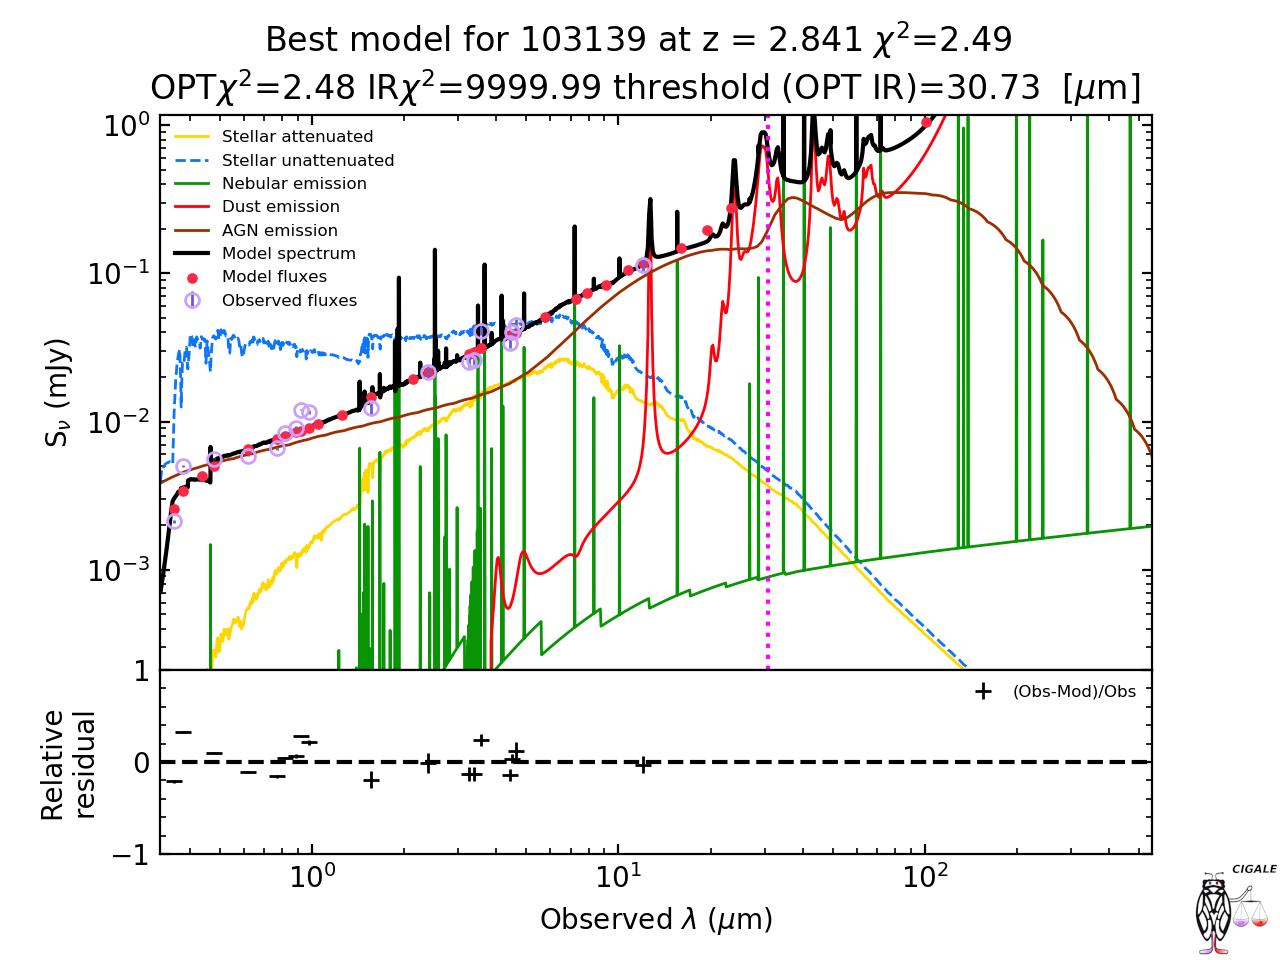 Best model for 103139 at z = 2.841 χ²=2.49
OPTχ²=2.48 IRχ²=9999.99 threshold (OPT IR)=30.73 [μm]
10⁰
10⁻¹
10⁻²
10⁻³
S_ν (mJy)
Stellar attenuated
Stellar unattenuated
Nebular emission
Dust emission
AGN emission
Model spectrum
Model fluxes
Observed fluxes
1
0
−1
Relative
residual
(Obs-Mod)/Obs
10⁰
10¹
10²
Observed λ (μm)
CIGALE